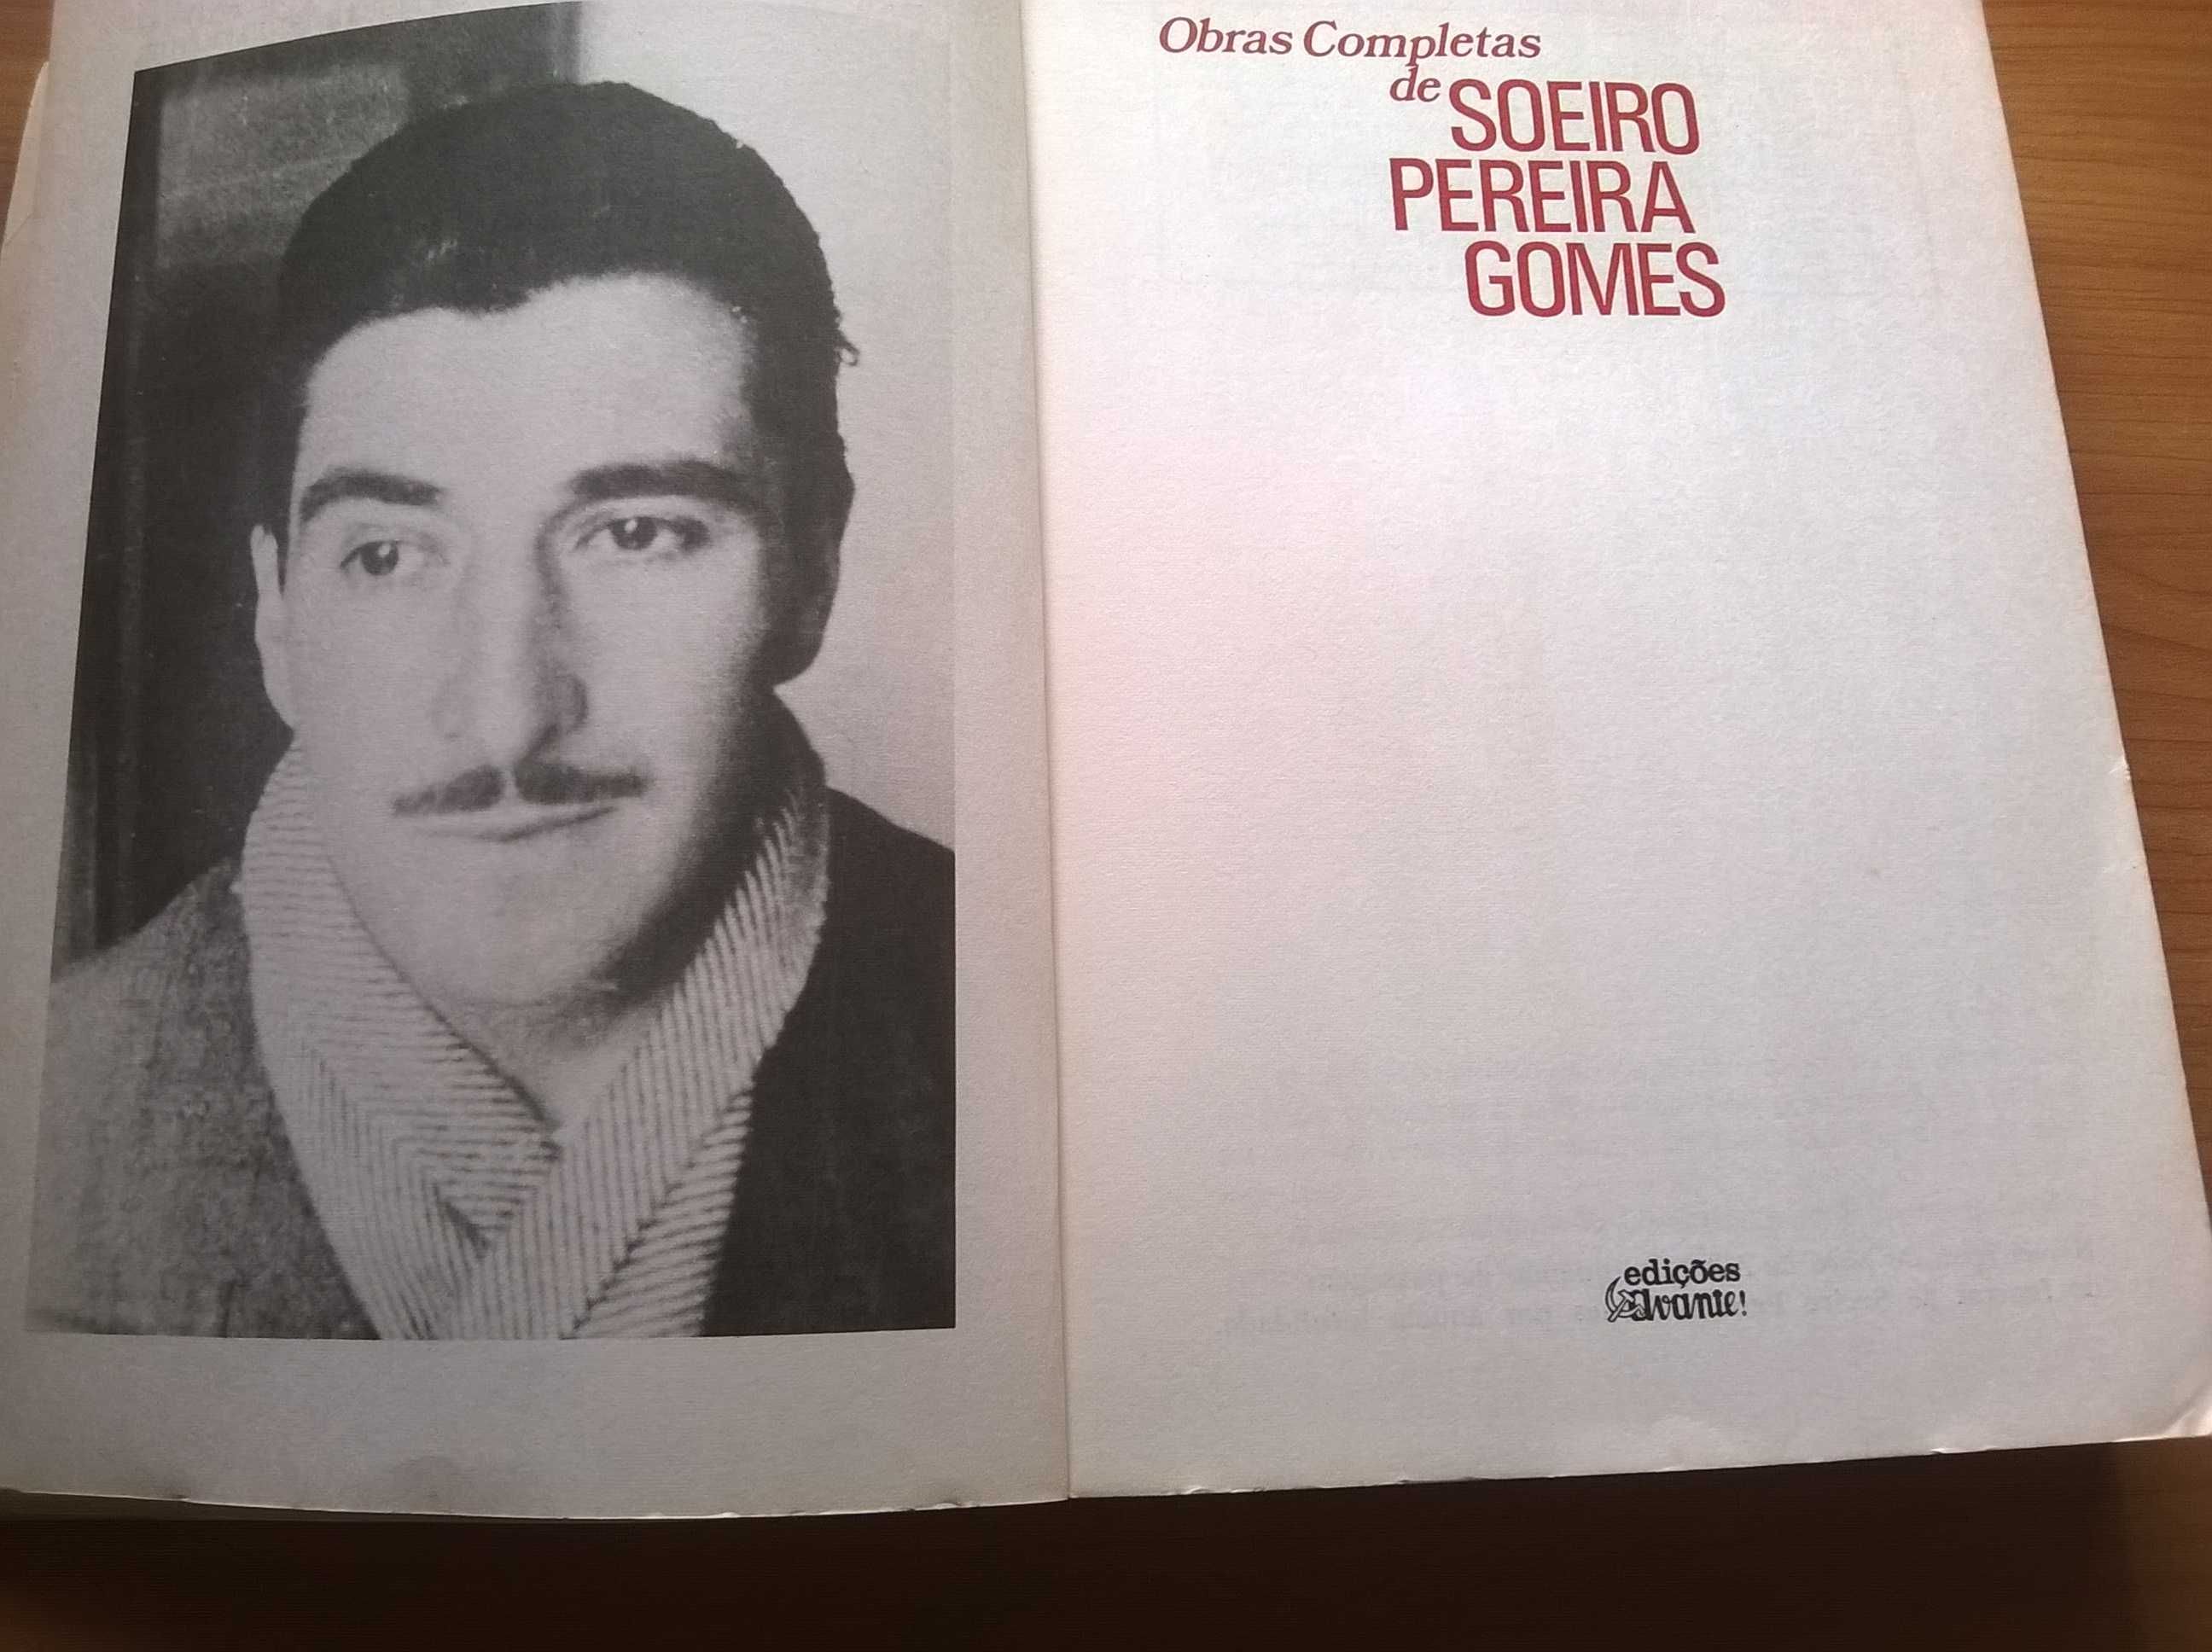 Obras Completas
de SOEIRO
PEREIRA
GOMES
edições
Avante!